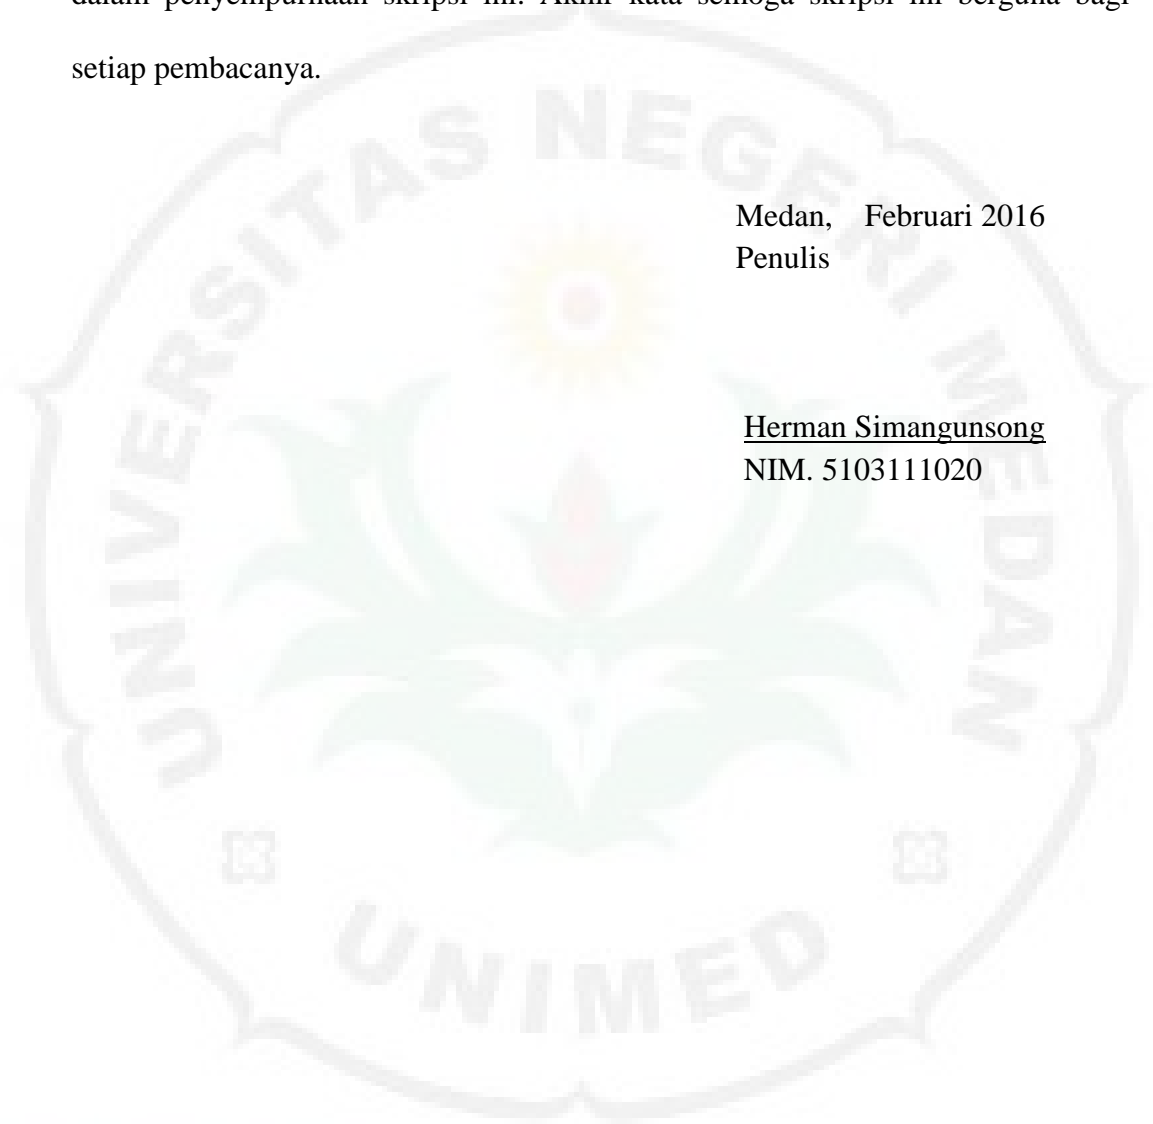 dalam penyempurnaan skripsi ini. Akhir kata semoga skripsi ini berguna bagi
setiap pembacanya.
UNIVERSITAS NEGERI MEDAN
Medan, Februari 2016
Penulis
Herman Simangunsong
NIM. 5103111020
UNIMED